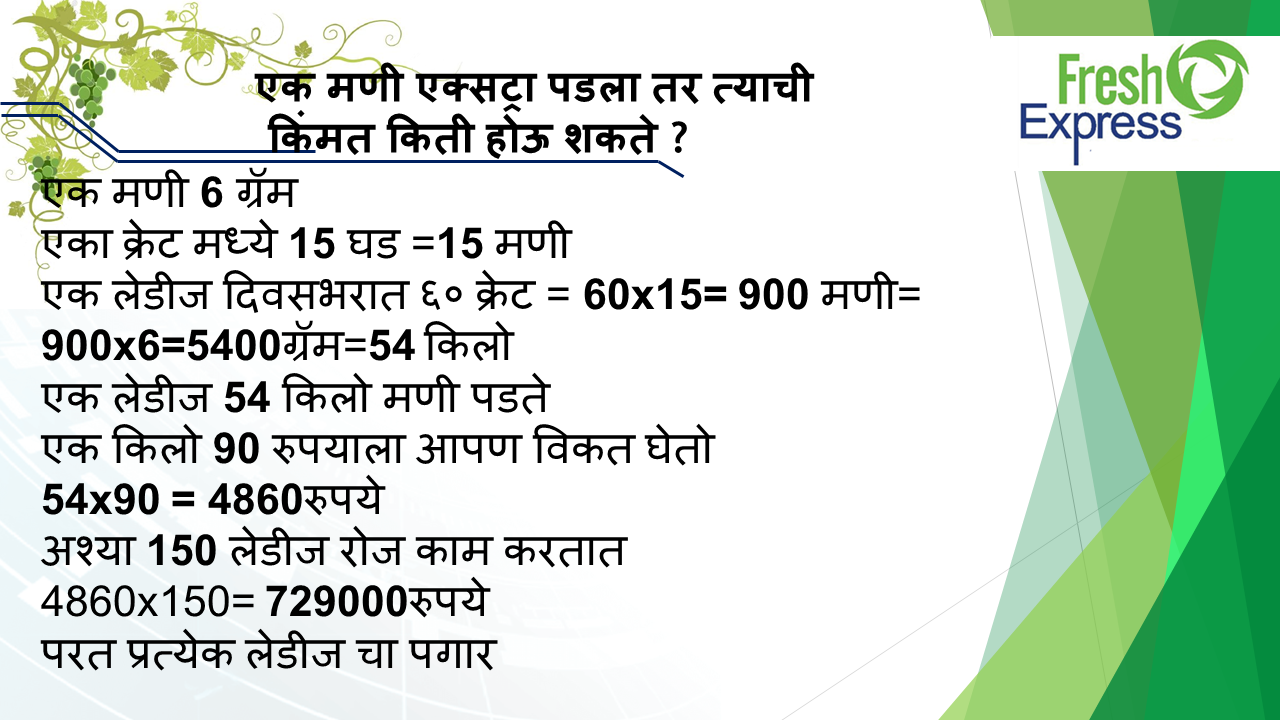 एक मणी एक्सट्रा पडला तर त्याची
किंमत किती होऊ शकते ?
Fresh
Express
एक मणी 6 ग्रॅम
एका क्रेट मध्ये 15 घड =15 मणी
एक लेडीज दिवसभरात ६० क्रेट = 60x15= 900 मणी=
900x6=5400ग्रॅम=54 किलो
एक लेडीज 54 किलो मणी पडते
एक किलो 90 रुपयाला आपण विकत घेतो
54x90 = 4860रुपये
अश्या 150 लेडीज रोज काम करतात
4860x150= 729000रुपये
परत प्रत्येक लेडीज चा पगार